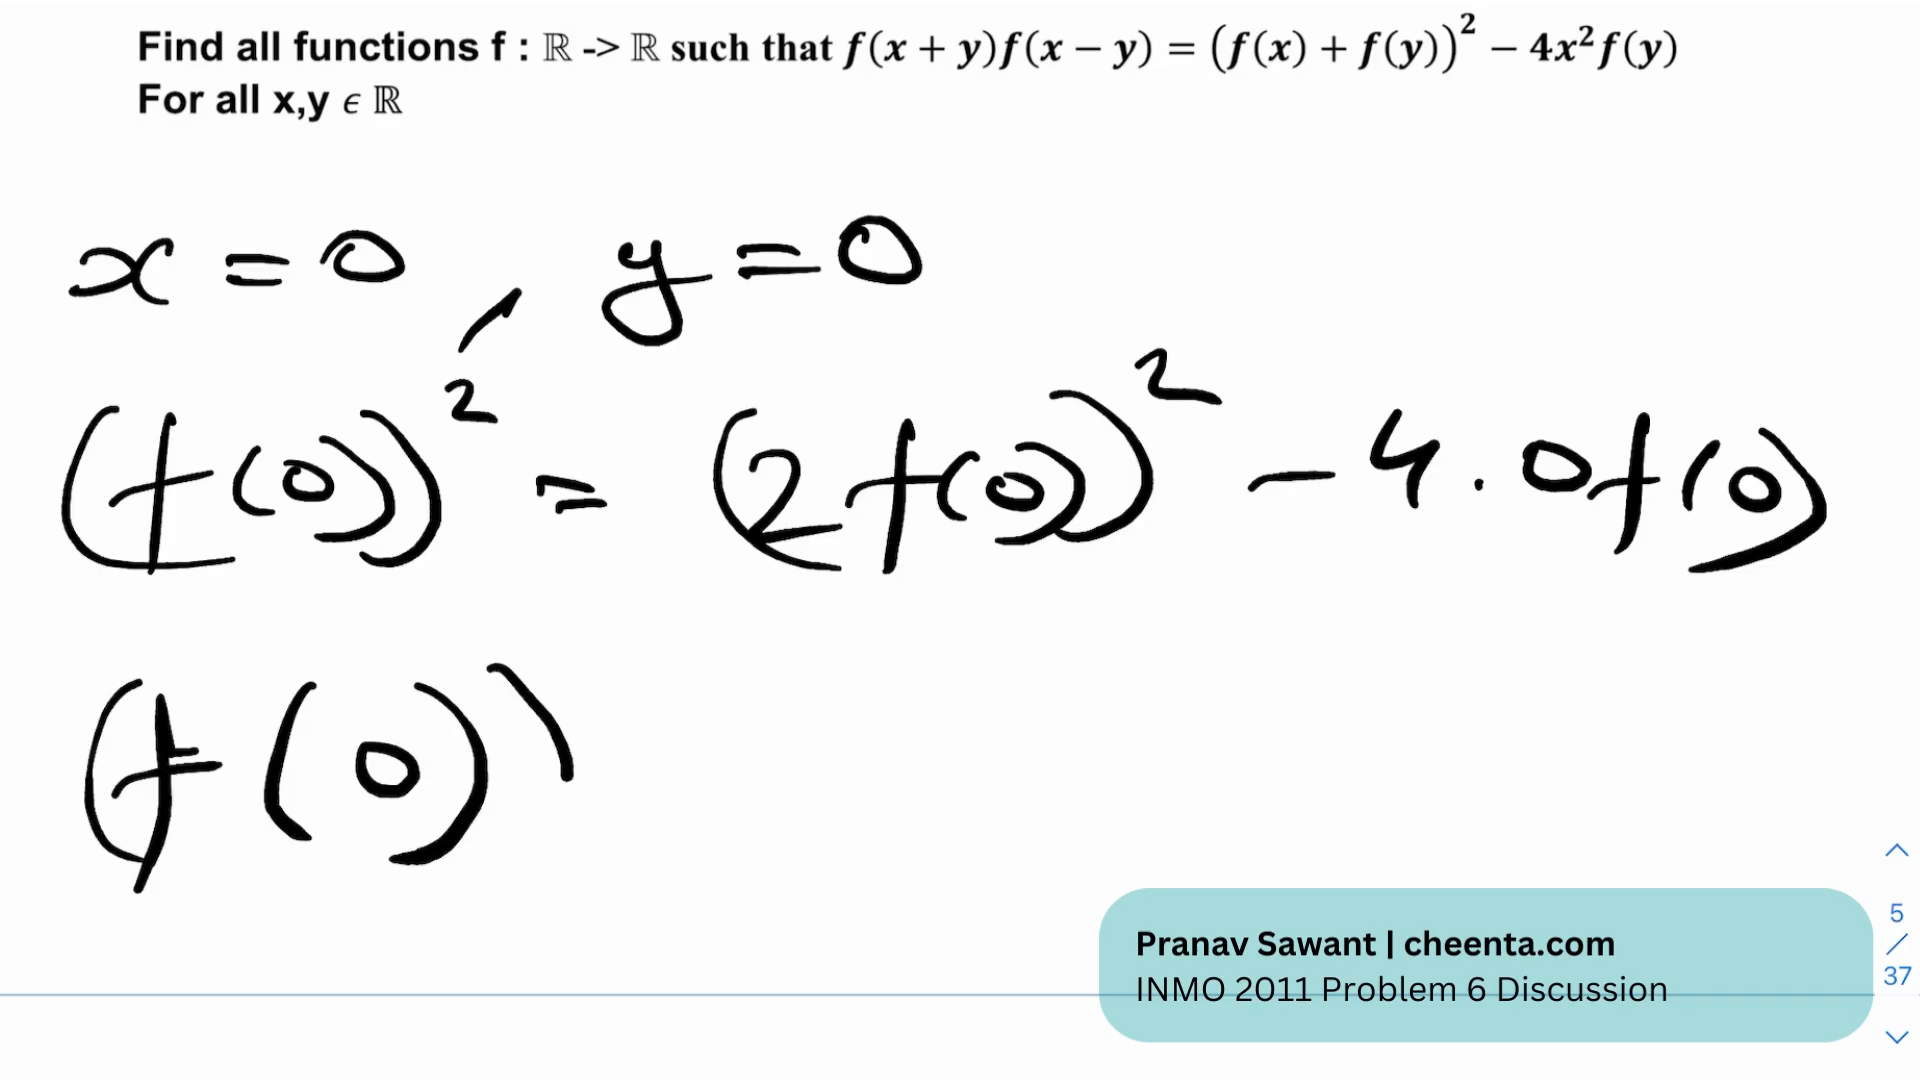 Find all functions f : ℝ -> ℝ such that f(x + y)f(x − y) = (f(x) + f(y))² − 4x²f(y)
For all x,y ϵ ℝ
x = 0 , y = 0
(f(0))² = (2f(0))² − 4.0f(0)
(f(0))
Pranav Sawant | cheenta.com
INMO 2011 Problem 6 Discussion
5
/
37